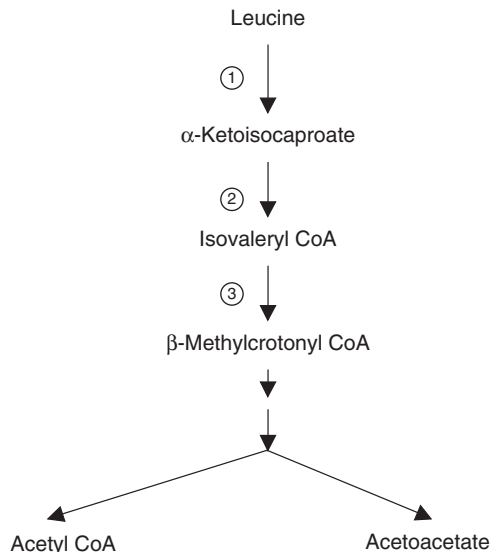 Leucine
①
α-Ketoisocaproate
②
Isovaleryl CoA
③
β-Methylcrotonyl CoA
Acetyl CoA
Acetoacetate